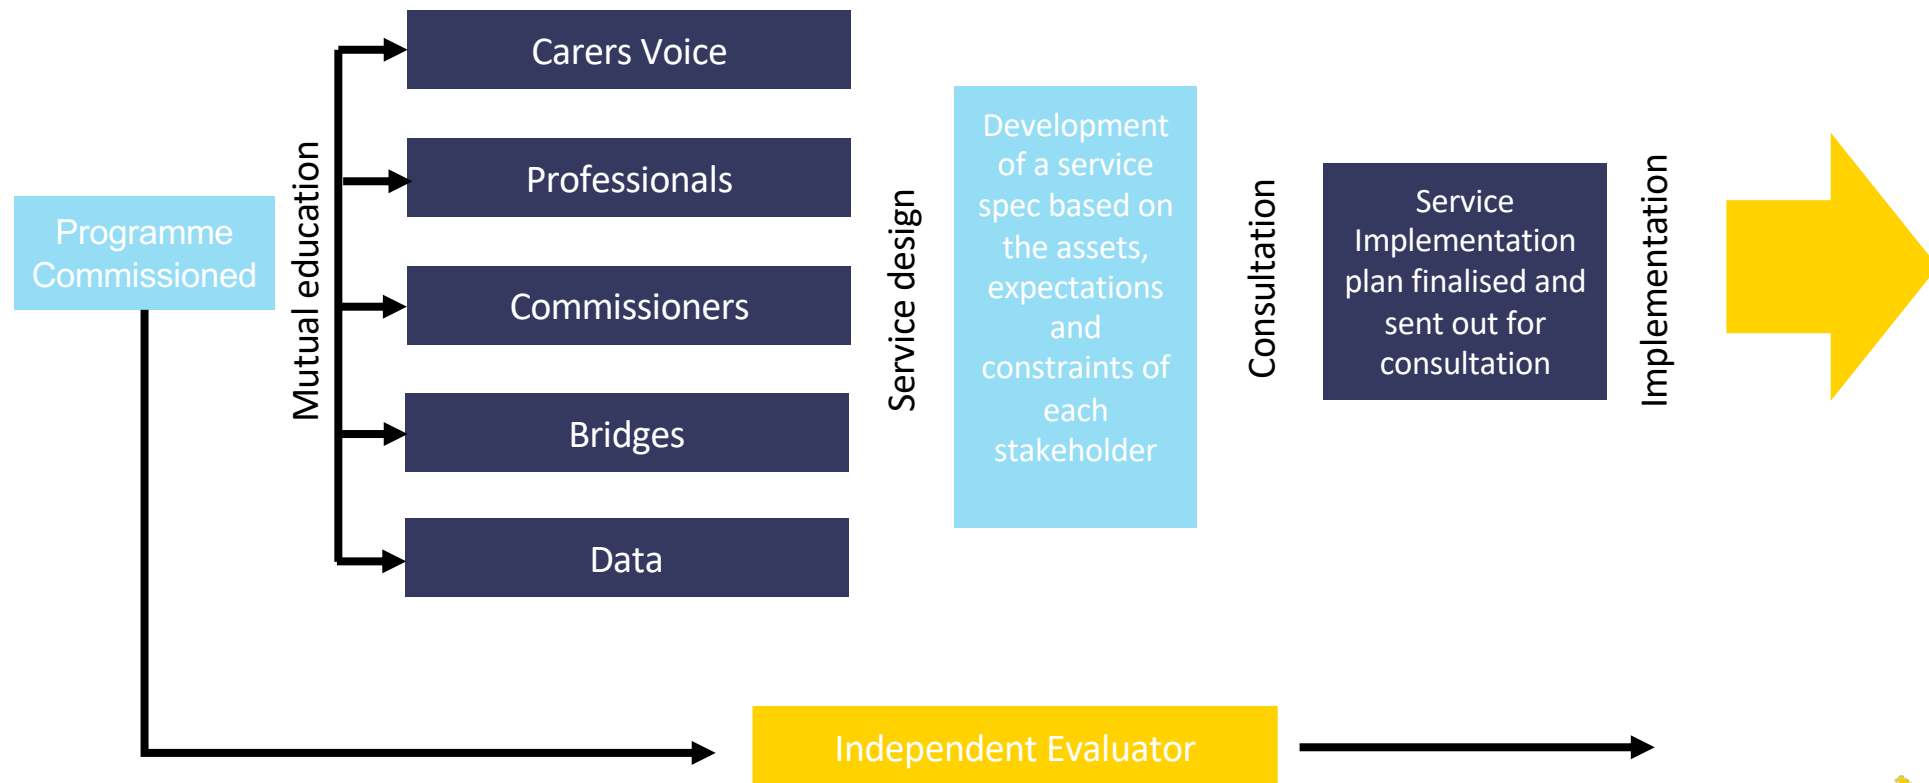 Programme
Commissioned
Mutual education
Carers Voice
Professionals
Commissioners
Bridges
Data
Service design
Development
of a service
spec based on
the assets,
expectations
and
constraints of
each
stakeholder
Consultation
Service
Implementation
plan finalised and
sent out for
consultation
Implementation
Independent Evaluator